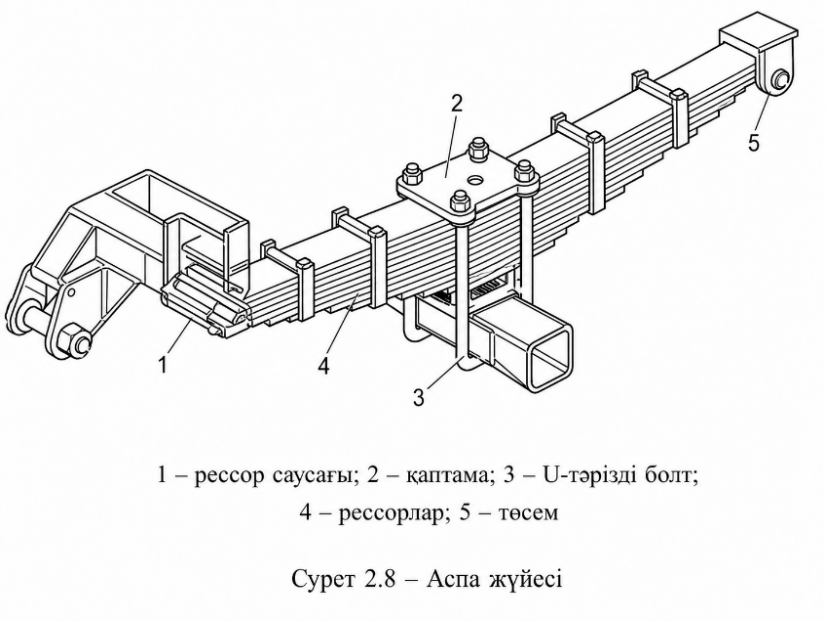 2
5
1
4
3
1 – рессор саусағы; 2 – қаптама; 3 – U-тәрізді болт;
4 – рессорлар; 5 – төсем
Сурет 2.8 – Аспа жүйесі